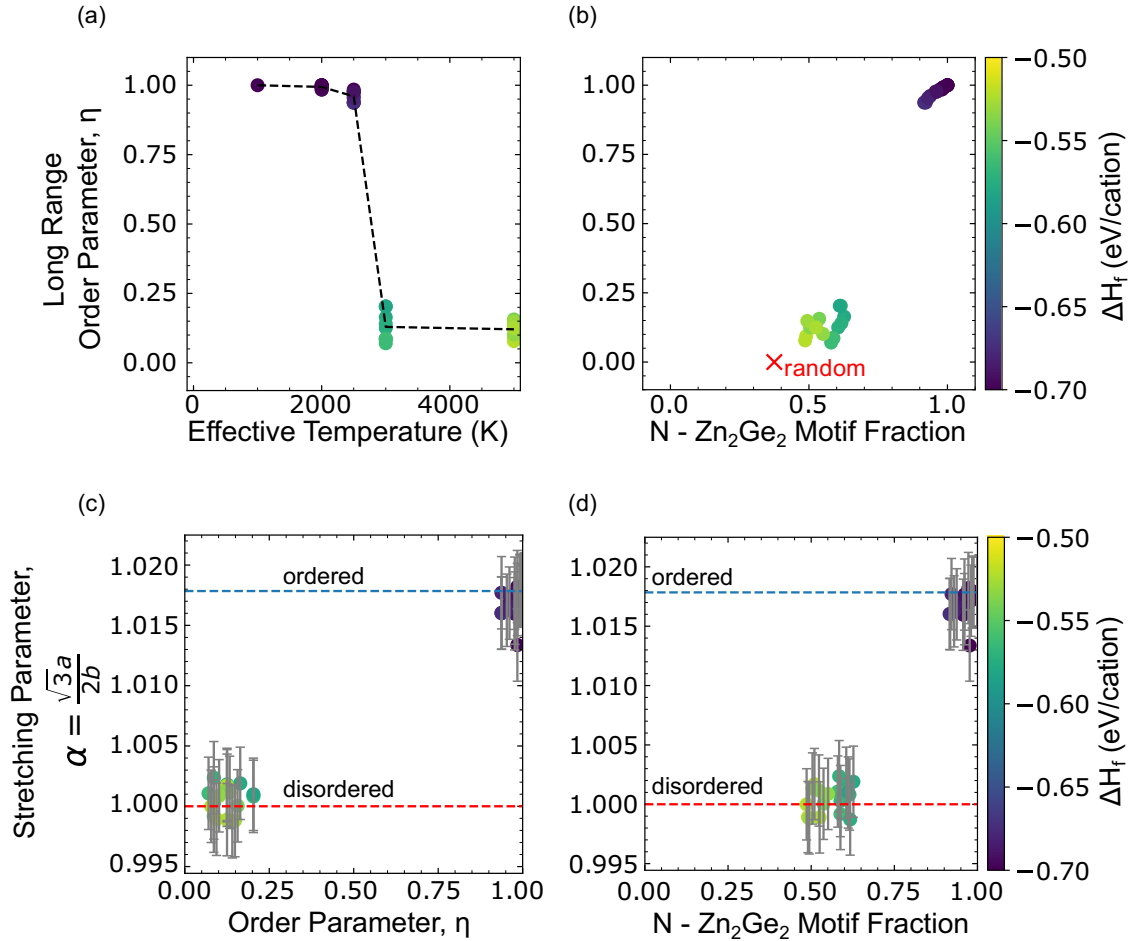 (a)
(b)
1.00
0.75
0.50
0.25
0.00
Long Range
Order Parameter, η
0
2000
4000
Effective Temperature (K)
1.00
0.75
0.50
0.25
0.00
random
0.0
0.5
1.0
N - Zn₂Ge₂ Motif Fraction
−0.50
−0.55
−0.60
−0.65
−0.70
ΔH_f (eV/cation)
(c)
(d)
1.020
1.015
1.010
1.005
1.000
0.995
Stretching Parameter,
α = √3a/2b
ordered
disordered
0.00
0.25
0.50
0.75
1.00
Order Parameter, η
1.020
1.015
1.010
1.005
1.000
0.995
ordered
disordered
0.00
0.25
0.50
0.75
1.00
N - Zn₂Ge₂ Motif Fraction
−0.50
−0.55
−0.60
−0.65
−0.70
ΔH_f (eV/cation)